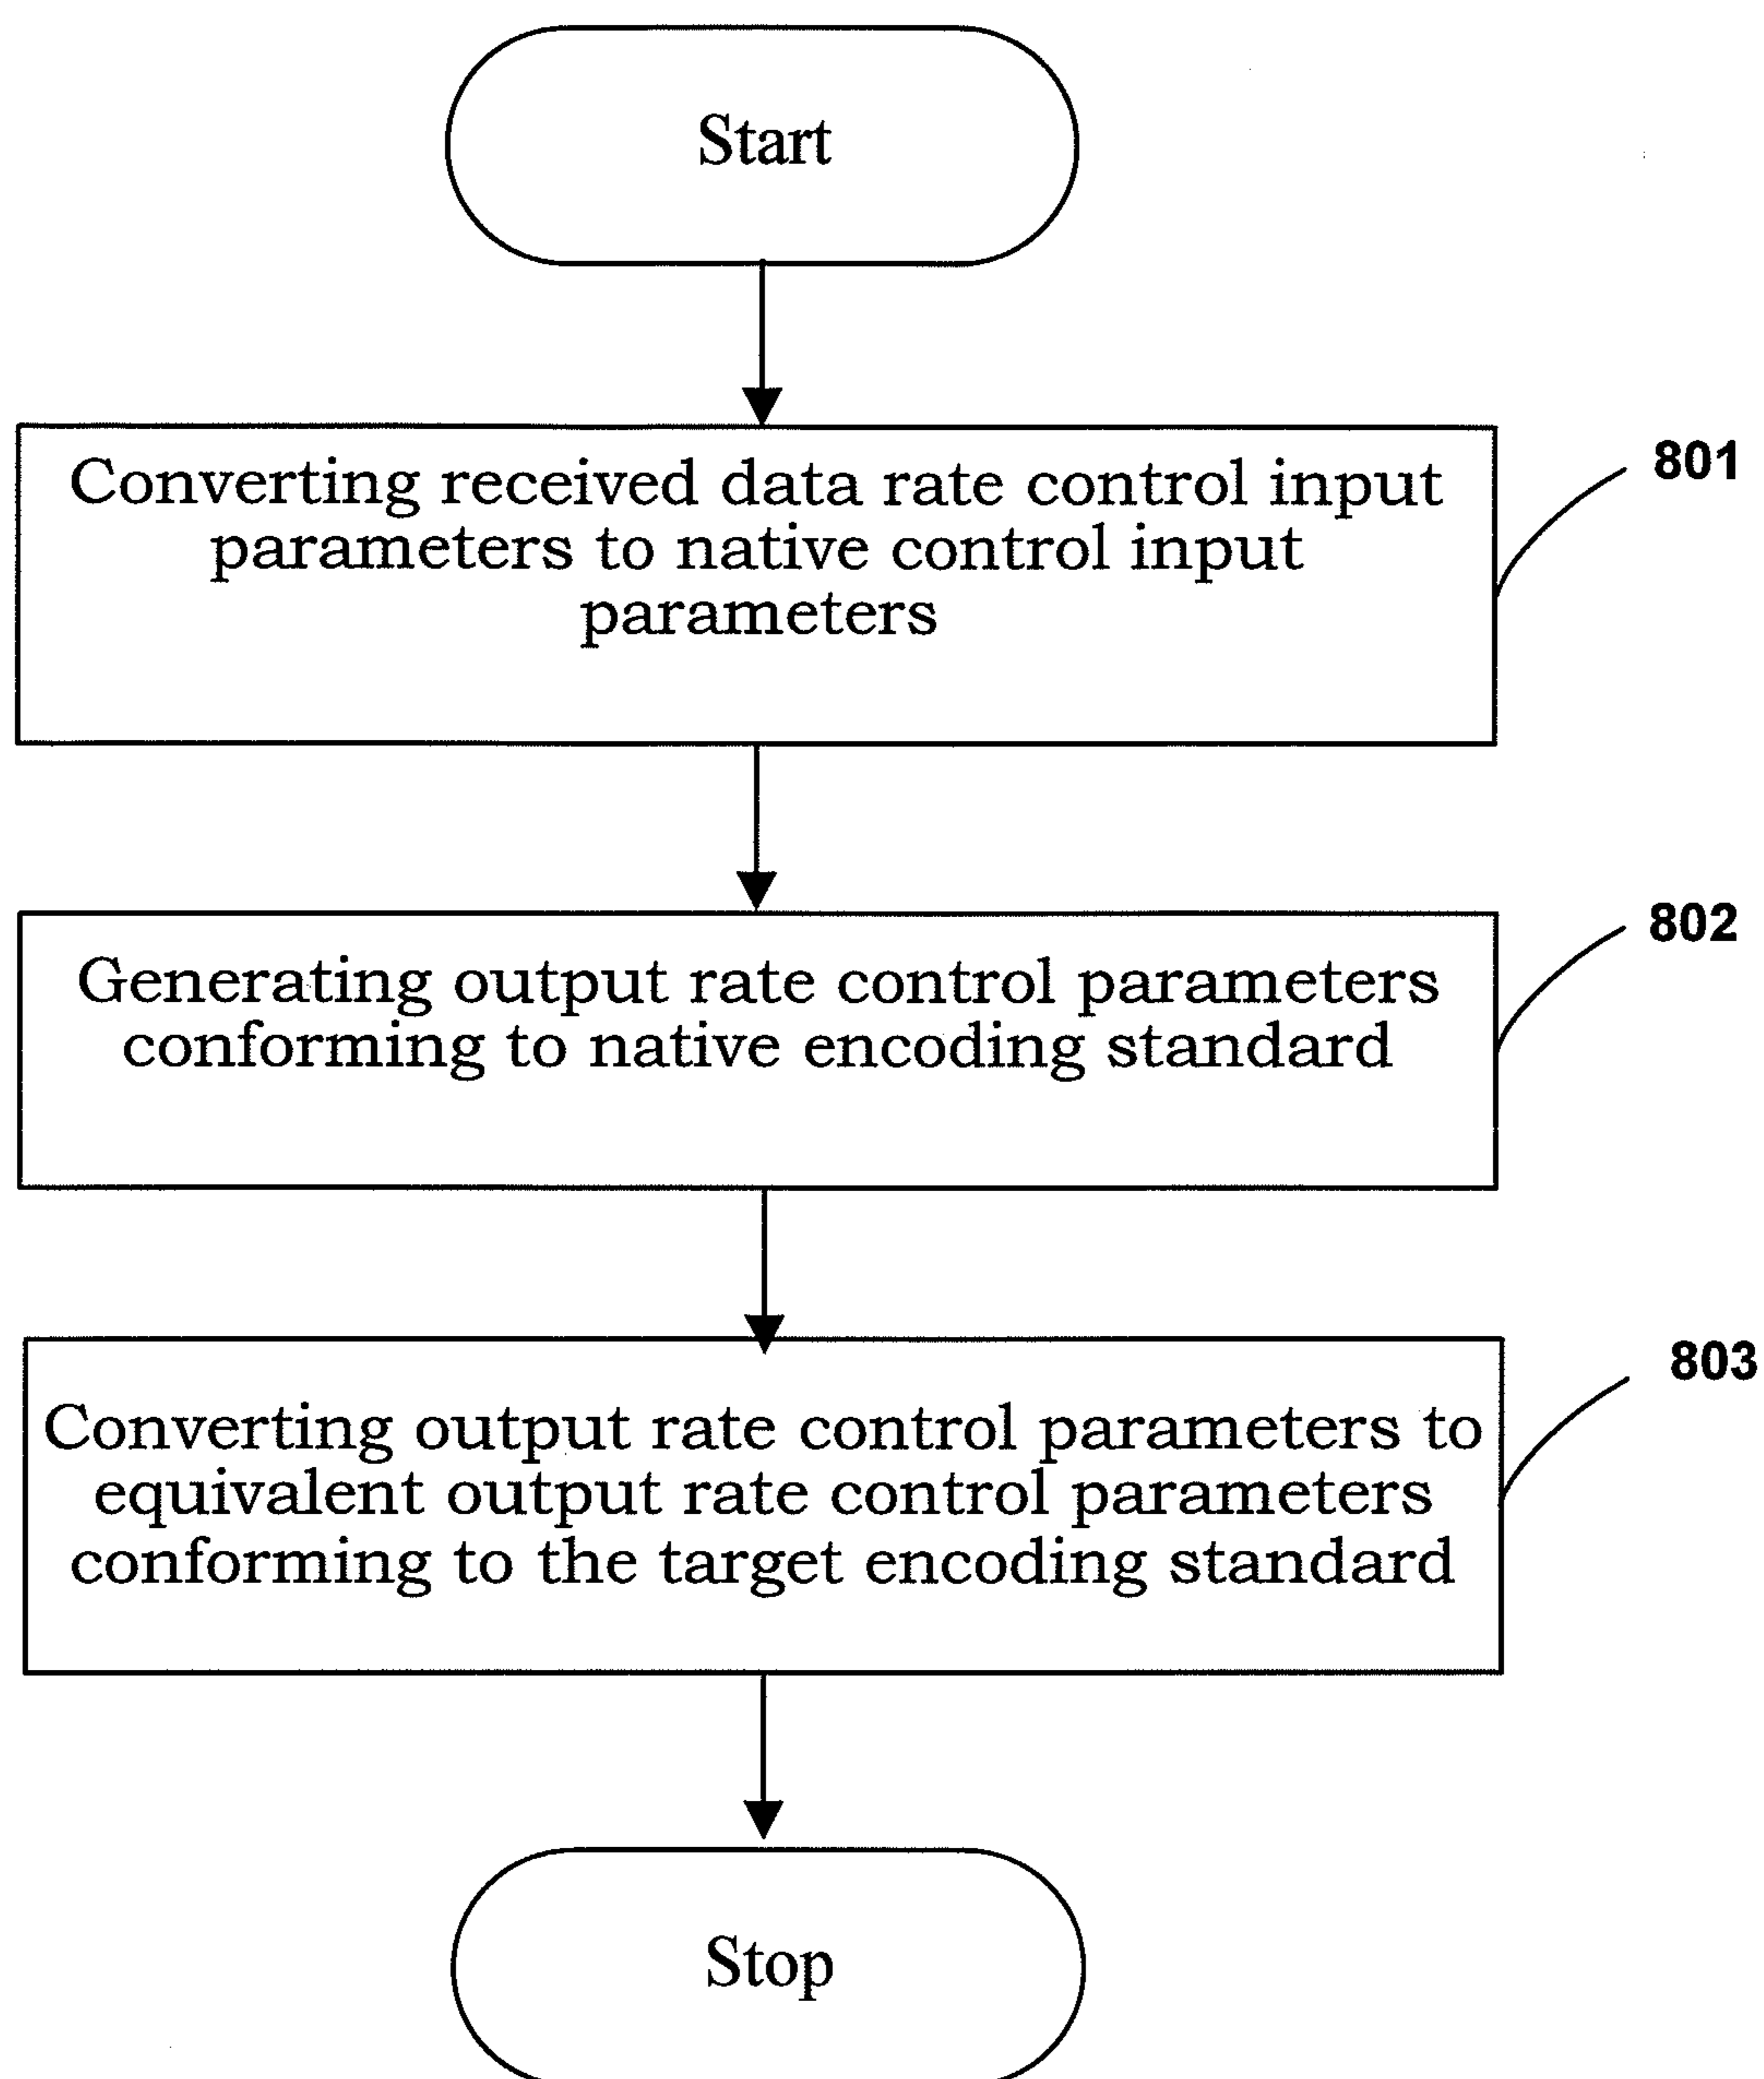 Start
801
Converting received data rate control input
parameters to native control input
parameters
802
Generating output rate control parameters
conforming to native encoding standard
803
Converting output rate control parameters to
equivalent output rate control parameters
conforming to the target encoding standard
Stop